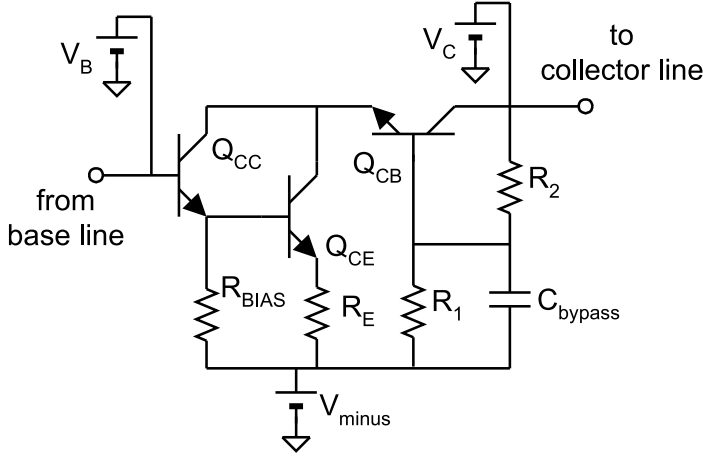 V_B
V_C
to
collector line
Q_CC
Q_CB
R_2
from
base line
Q_CE
R_BIAS
R_E
R_1
C_bypass
V_minus